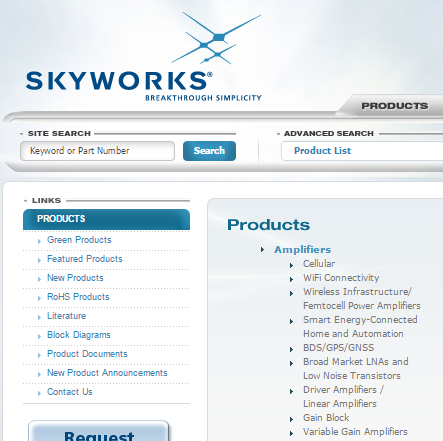 SKYWORKS®
BREAKTHROUGH SIMPLICITY
PRODUCTS
SITE SEARCH
ADVANCED SEARCH
Keyword or Part Number
Search
Product List
LINKS
PRODUCTS
Green Products
Featured Products
New Products
RoHS Products
Literature
Block Diagrams
Product Documents
New Product Announcements
Contact Us
Request
Products
Amplifiers
Cellular
WiFi Connectivity
Wireless Infrastructure/
Femtocell Power Amplifiers
Smart Energy-Connected
Home and Automation
BDS/GPS/GNSS
Broad Market LNAs and
Low Noise Transistors
Driver Amplifiers /
Linear Amplifiers
Gain Block
Variable Gain Amplifiers